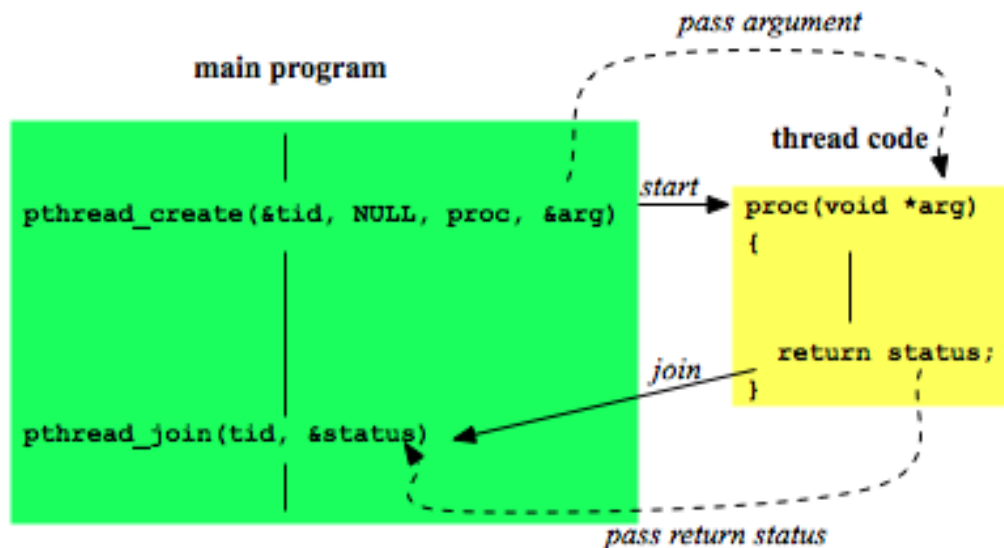 pass argument
main program
thread code
start
pthread_create(&tid, NULL, proc, &arg)
proc(void *arg)
{
return status;
join
}
pthread_join(tid, &status)
pass return status